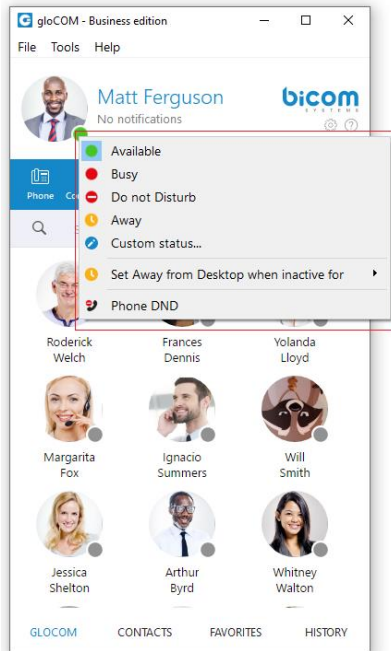 gloCOM - Business edition
File Tools Help
Matt Ferguson
No notifications
bicom
SYSTEMS
Available
Busy
Do not Disturb
Away
Custom status...
Set Away from Desktop when inactive for
Phone DND
Phone
Roderick Welch
Frances Dennis
Yolanda Lloyd
Margarita Fox
Ignacio Summers
Will Smith
Jessica Shelton
Arthur Byrd
Whitney Walton
GLOCOM CONTACTS FAVORITES HISTORY